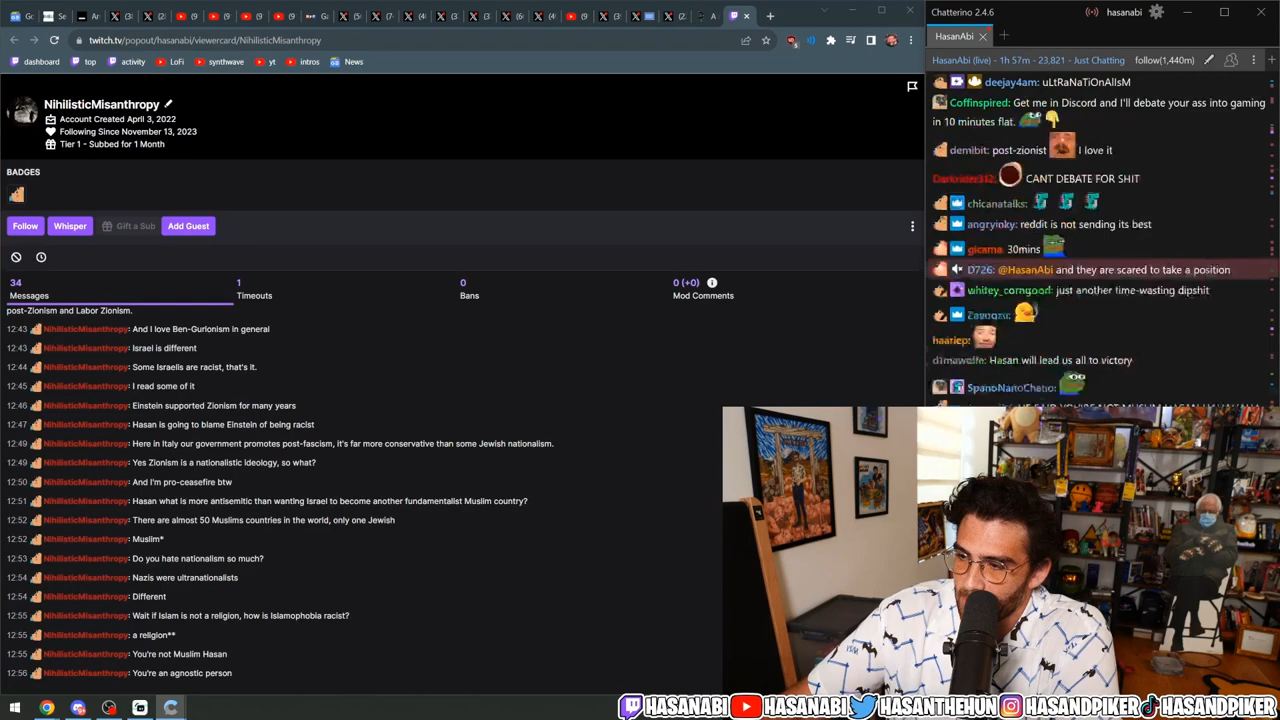 Chatterino 2.4.6
hasanabi
twitch.tv/popout/hasanabi/viewercard/NihilisticMisanthropy
HasanAbi
dashboard
top
activity
LoFi
synthwave
yt
intros
News
HasanAbi (live) - 1h 57m - 23,821 - Just Chatting
follow(1,440m)
NihilisticMisanthropy
Account Created April 3, 2022
Following Since November 13, 2023
Tier 1 - Subbed for 1 Month
BADGES
Follow
Whisper
Gift a Sub
Add Guest
34
Messages
1
Timeouts
0
Bans
0 (+0)
Mod Comments
post-Zionism and Labor Zionism.
12:43 NihilisticMisanthropy: And I love Ben-Gurionism in general
12:43 NihilisticMisanthropy: Israel is different
12:44 NihilisticMisanthropy: Some Israelis are racist, that's it.
12:45 NihilisticMisanthropy: I read some of it
12:46 NihilisticMisanthropy: Einstein supported Zionism for many years
12:47 NihilisticMisanthropy: Hasan is going to blame Einstein of being racist
12:49 NihilisticMisanthropy: Here in Italy our government promotes post-fascism, it's far more conservative than some Jewish nationalism.
12:49 NihilisticMisanthropy: Yes Zionism is a nationalistic ideology, so what?
12:50 NihilisticMisanthropy: And I'm pro-ceasefire btw
12:51 NihilisticMisanthropy: Hasan what is more antisemitic than wanting Israel to become another fundamentalist Muslim country?
12:52 NihilisticMisanthropy: There are almost 50 Muslims countries in the world, only one Jewish
12:52 NihilisticMisanthropy: Muslim*
12:53 NihilisticMisanthropy: Do you hate nationalism so much?
12:54 NihilisticMisanthropy: Nazis were ultranationalists
12:54 NihilisticMisanthropy: Different
12:55 NihilisticMisanthropy: Wait if Islam is not a religion, how is Islamophobia racist?
12:55 NihilisticMisanthropy: a religion**
12:55 NihilisticMisanthropy: You're not Muslim Hasan
12:56 NihilisticMisanthropy: You're an agnostic person
deejay4am: uLtRaNaTiOnAlIsM
Coffinspired: Get me in Discord and I'll debate your ass into gaming
in 10 minutes flat.
demibit: post-zionist I love it
Darkrider312: CANT DEBATE FOR SHIT
chicanatalks:
angryinky: reddit is not sending its best
gicama: 30mins
D726: @HasanAbi and they are scared to take a position
whitey_corngood: just another time-wasting dipshit
haariep:
dimawolfe: Hasan will lead us all to victory
SpanoNanoChano:
HASANABI
HASANABI
HASANTHEHUN
HASANDPIKER
HASANDPIKER